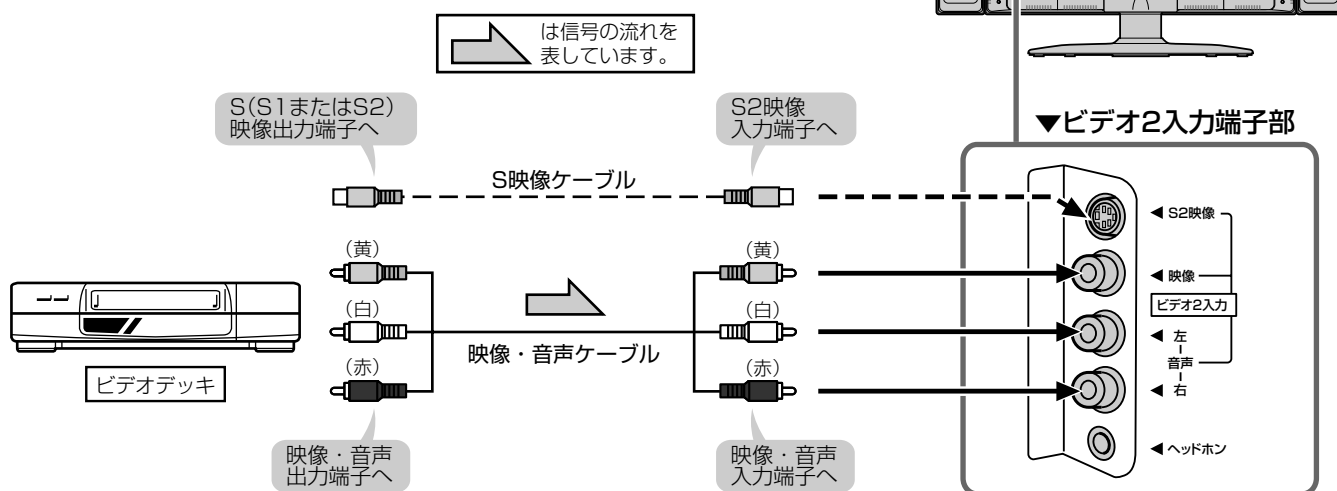 は信号の流れを
表しています。
S(S1またはS2)
映像出力端子へ
S2映像
入力端子へ
▼ビデオ2入力端子部
S映像ケーブル
(黄)
(黄)
(白)
(白)
映像・音声ケーブル
(赤)
(赤)
ビデオデッキ
映像・音声
出力端子へ
映像・音声
入力端子へ
◀ S2映像
◀ 映像
ビデオ2入力
◀ 左
音声
◀ 右
◀ ヘッドホン